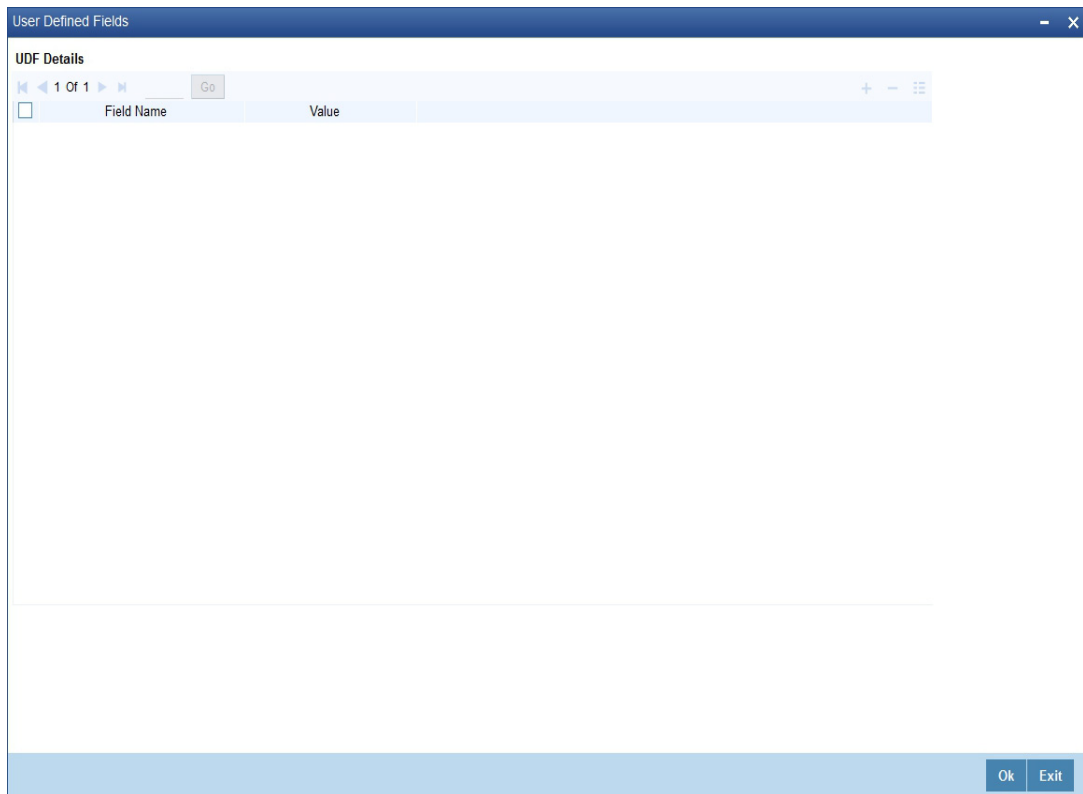 User Defined Fields
UDF Details
1 Of 1 Go
Field Name Value
Ok Exit